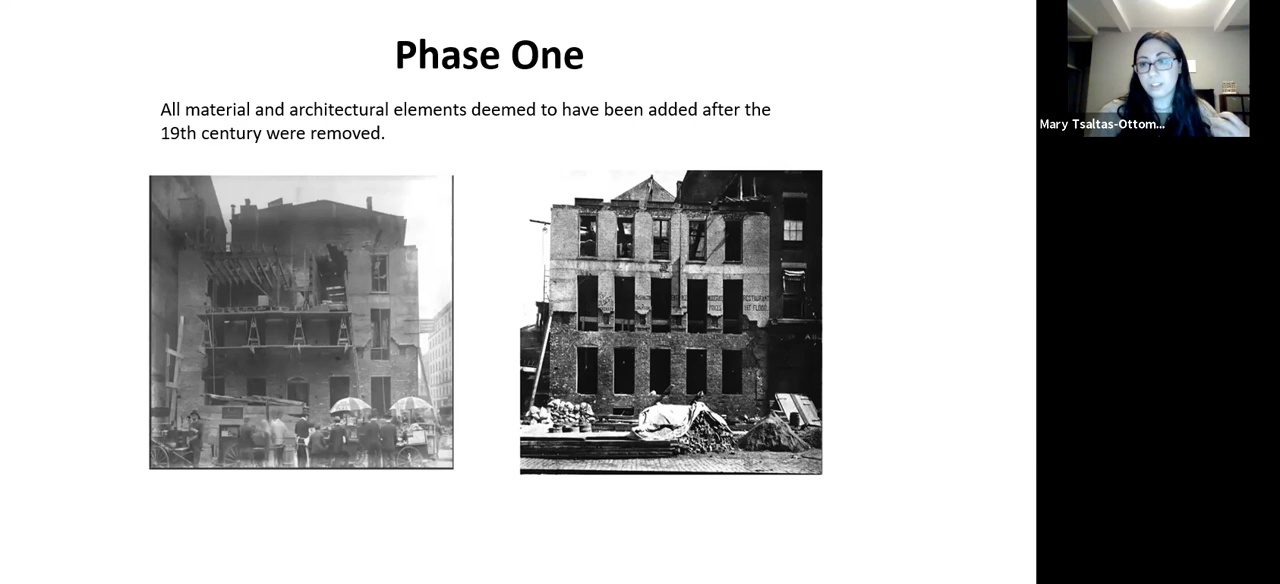 Phase One
All material and architectural elements deemed to have been added after the
19th century were removed.
Mary Tsaltas-Ottom...
RESTAURANT